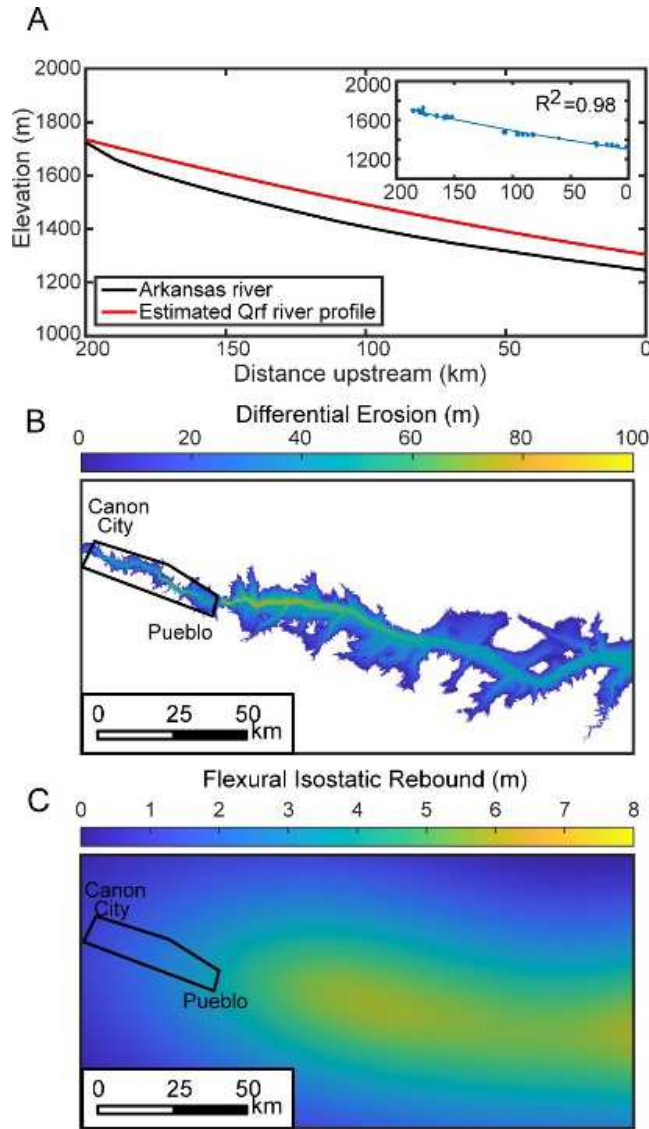 A
2000
1800
1600
1400
1200
1000
Elevation (m)
R²=0.98
1600
1200
200 150 100 50 0
Arkansas river
Estimated Qrf river profile
200 150 100 50 0
Distance upstream (km)
B
Differential Erosion (m)
0 20 40 60 80 100
Canon
City
Pueblo
0 25 50
km
C
Flexural Isostatic Rebound (m)
0 1 2 3 4 5 6 7 8
Canon
City
Pueblo
0 25 50
km